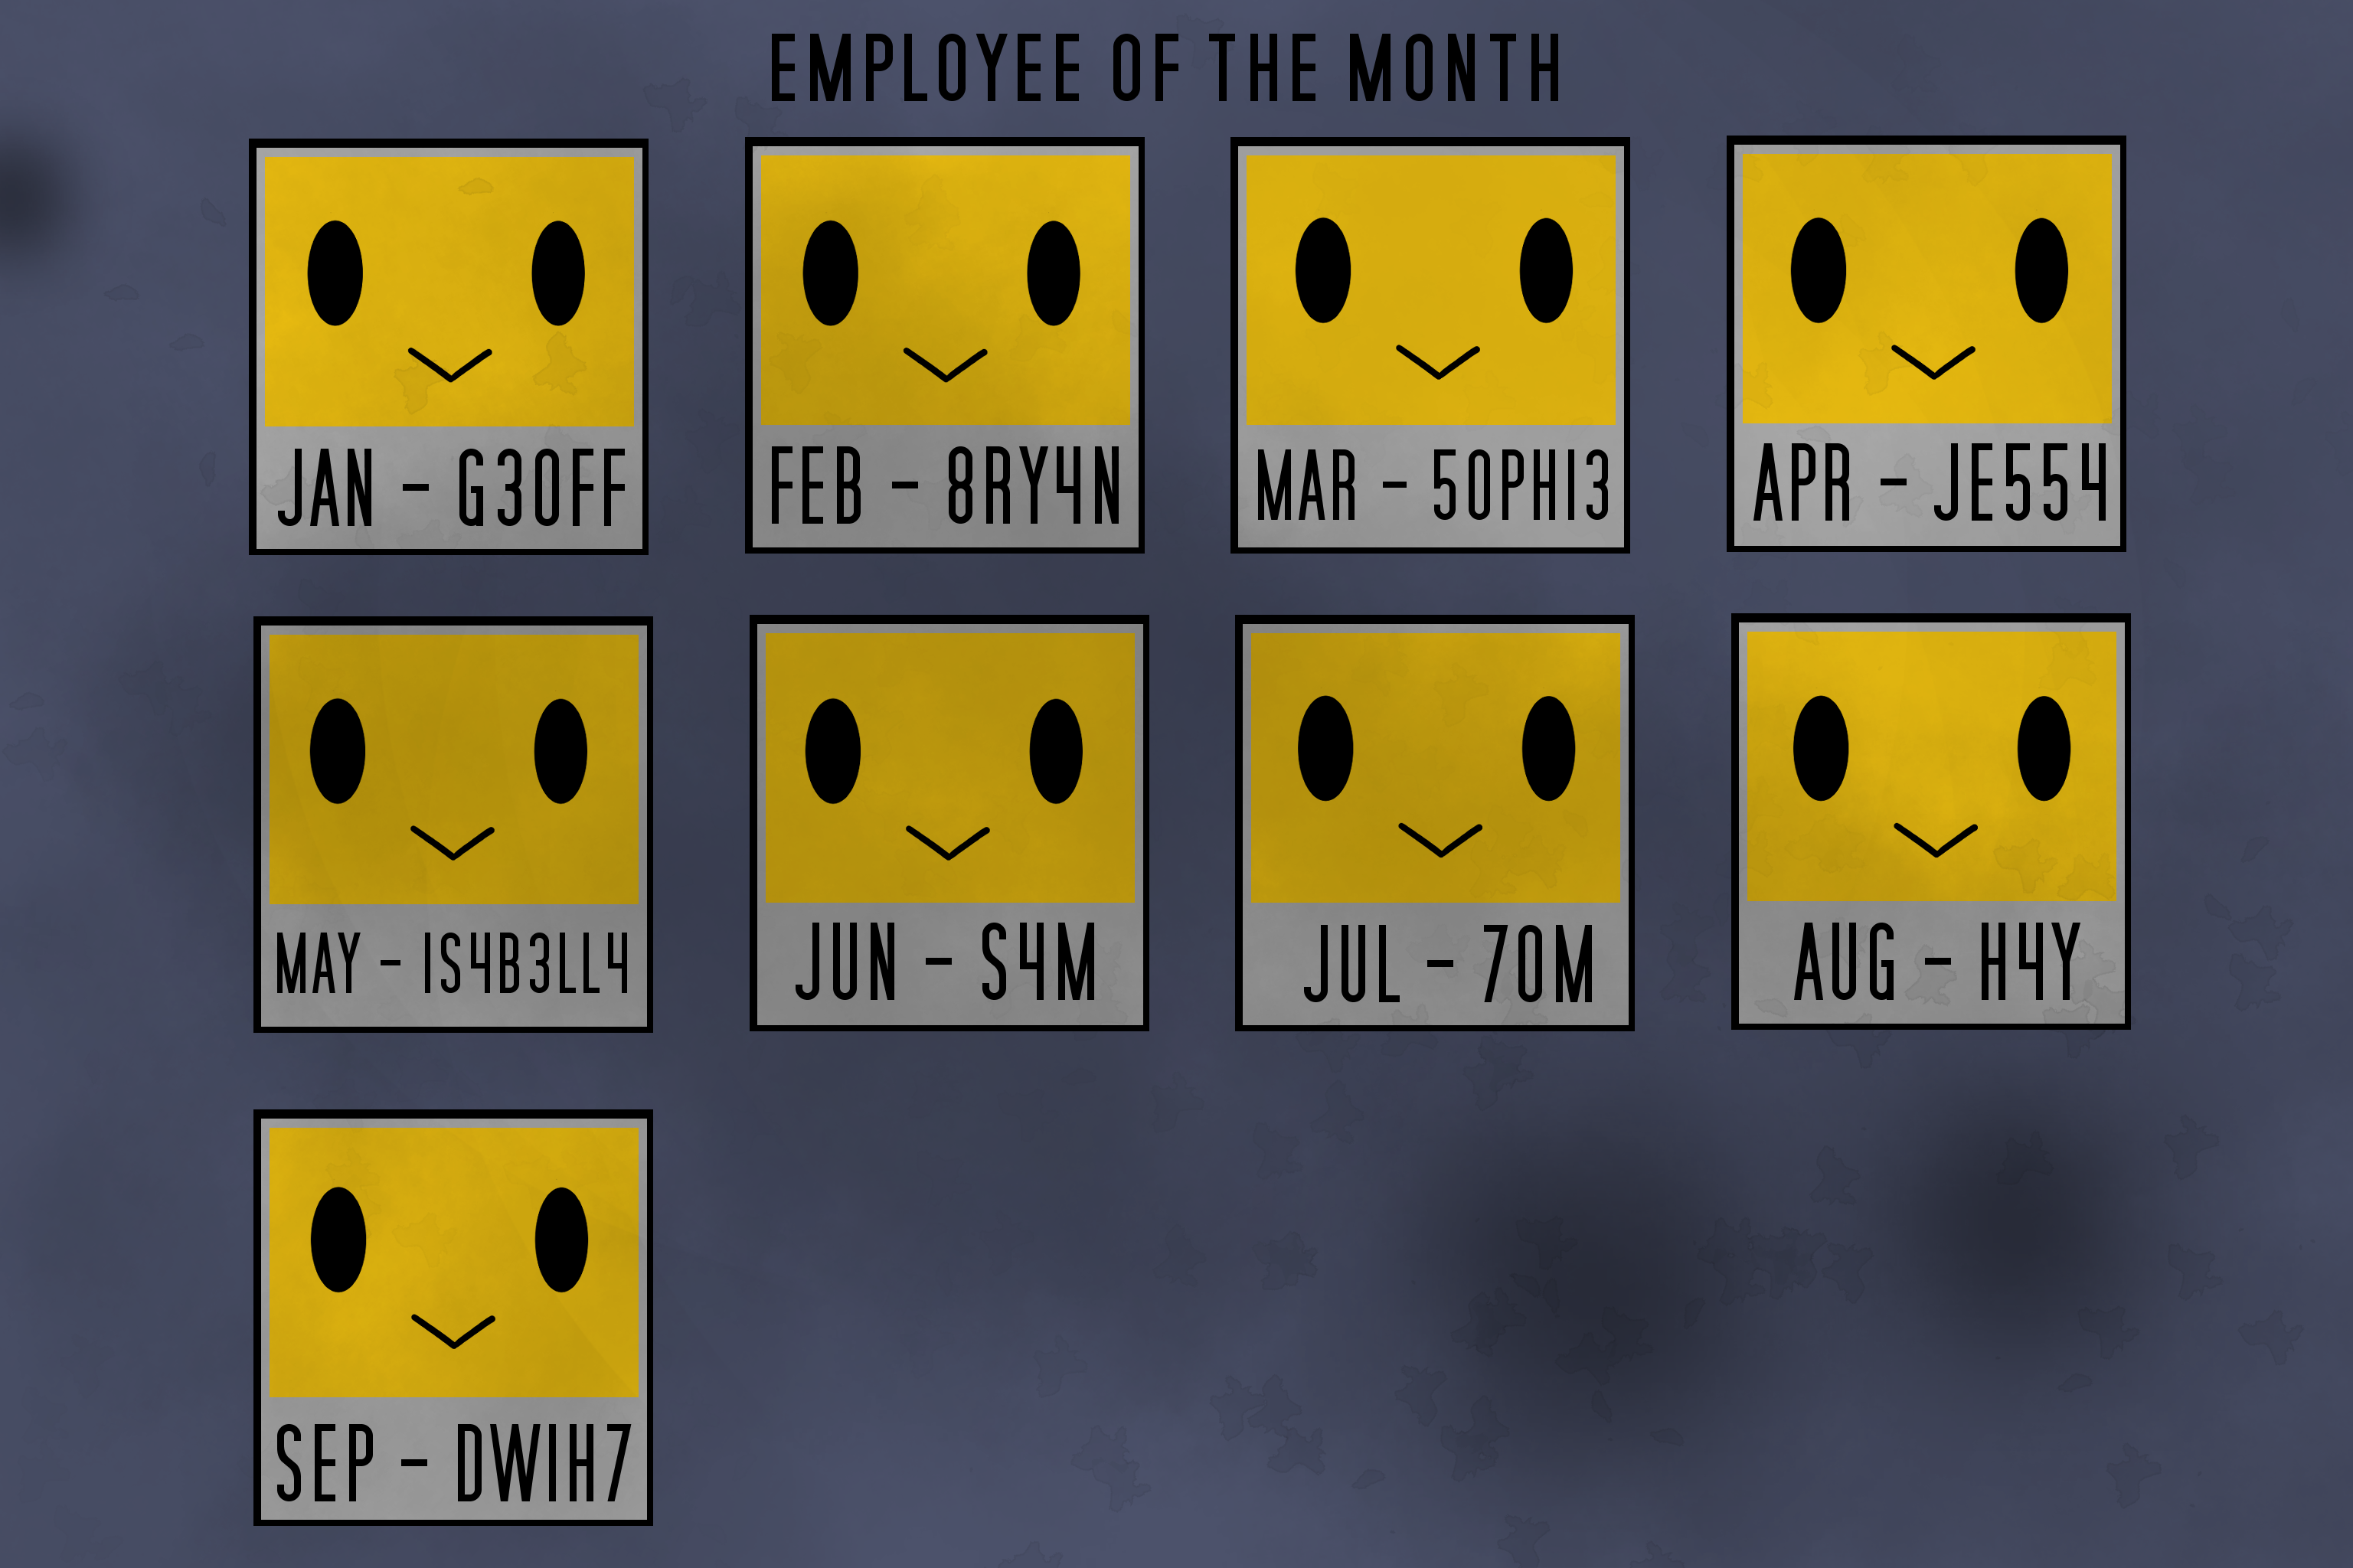 EMPLOYEE OF THE MONTH
JAN - G30FF
FEB - 8RY4N
MAR - 50PHI3
APR - JE554
MAY - IS4B3LL4
JUN - S4M
JUL - 70M
AUG - H4Y
SEP - DWIH7